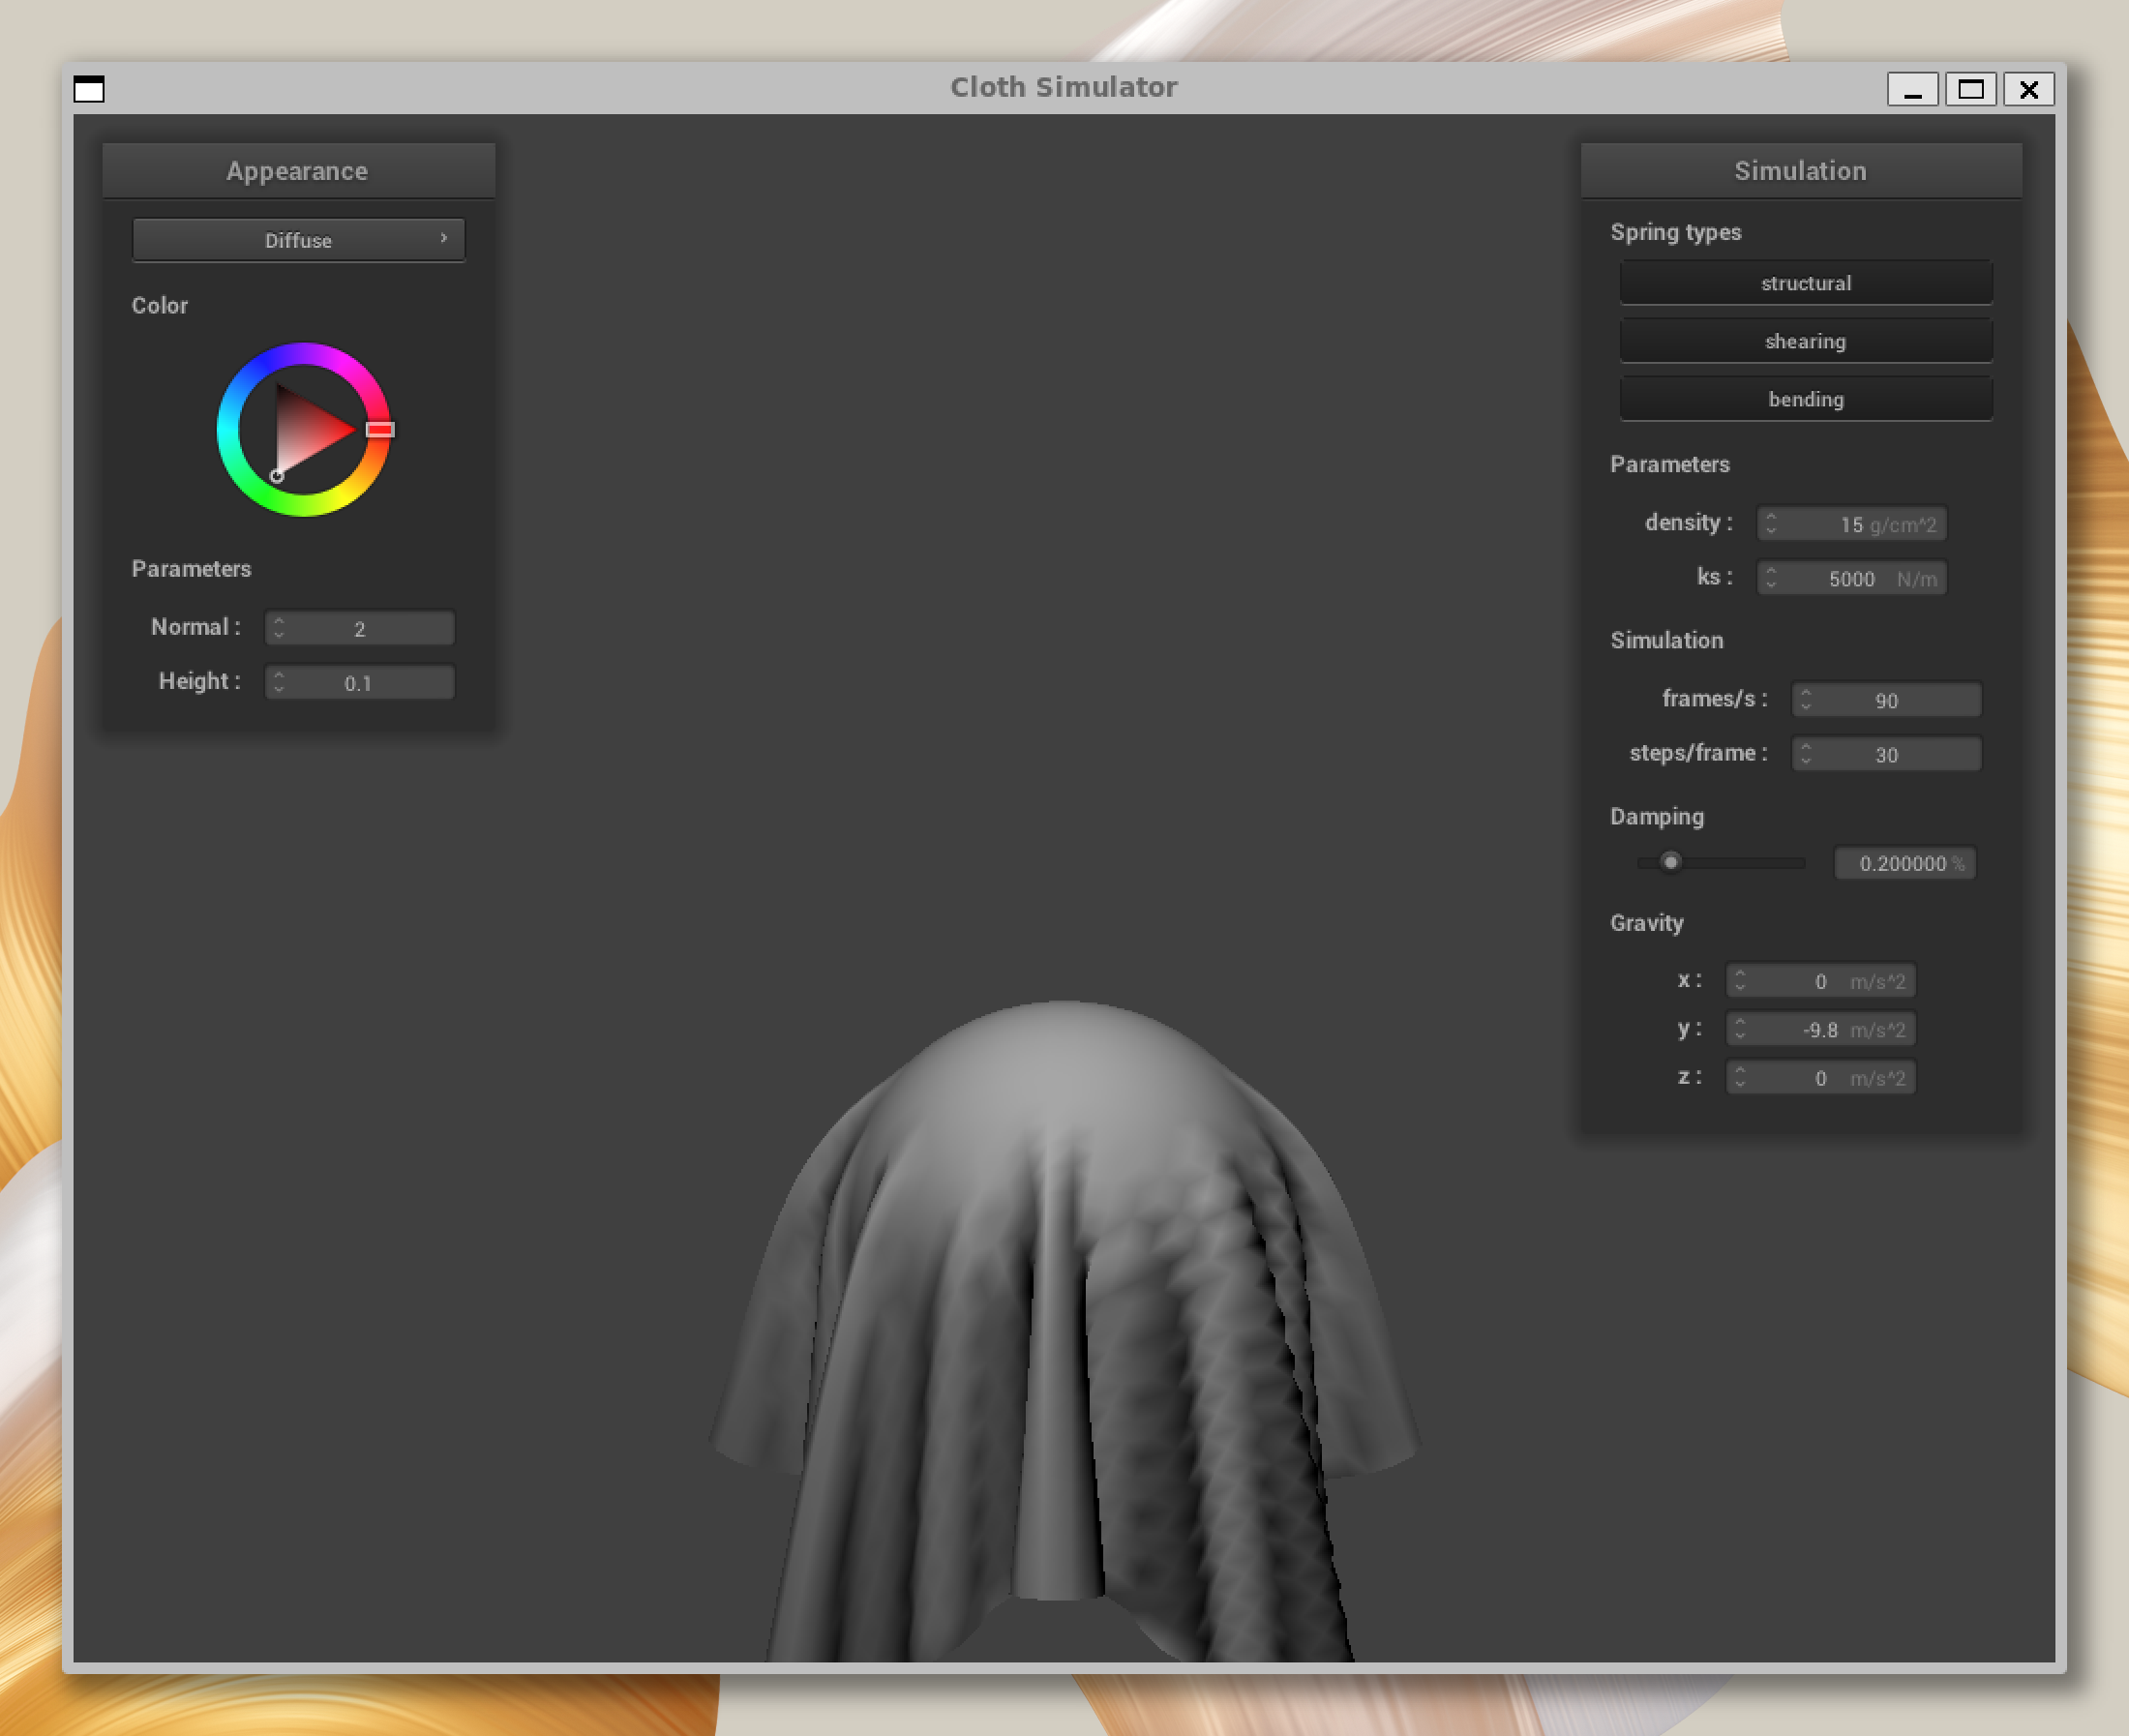 Cloth Simulator
Appearance
Diffuse
Color
Parameters
Normal : 2
Height : 0.1
Simulation
Spring types
structural
shearing
bending
Parameters
density : 15 g/cm^2
ks : 5000 N/m
Simulation
frames/s : 90
steps/frame : 30
Damping
0.200000 %
Gravity
x : 0 m/s^2
y : -9.8 m/s^2
z : 0 m/s^2